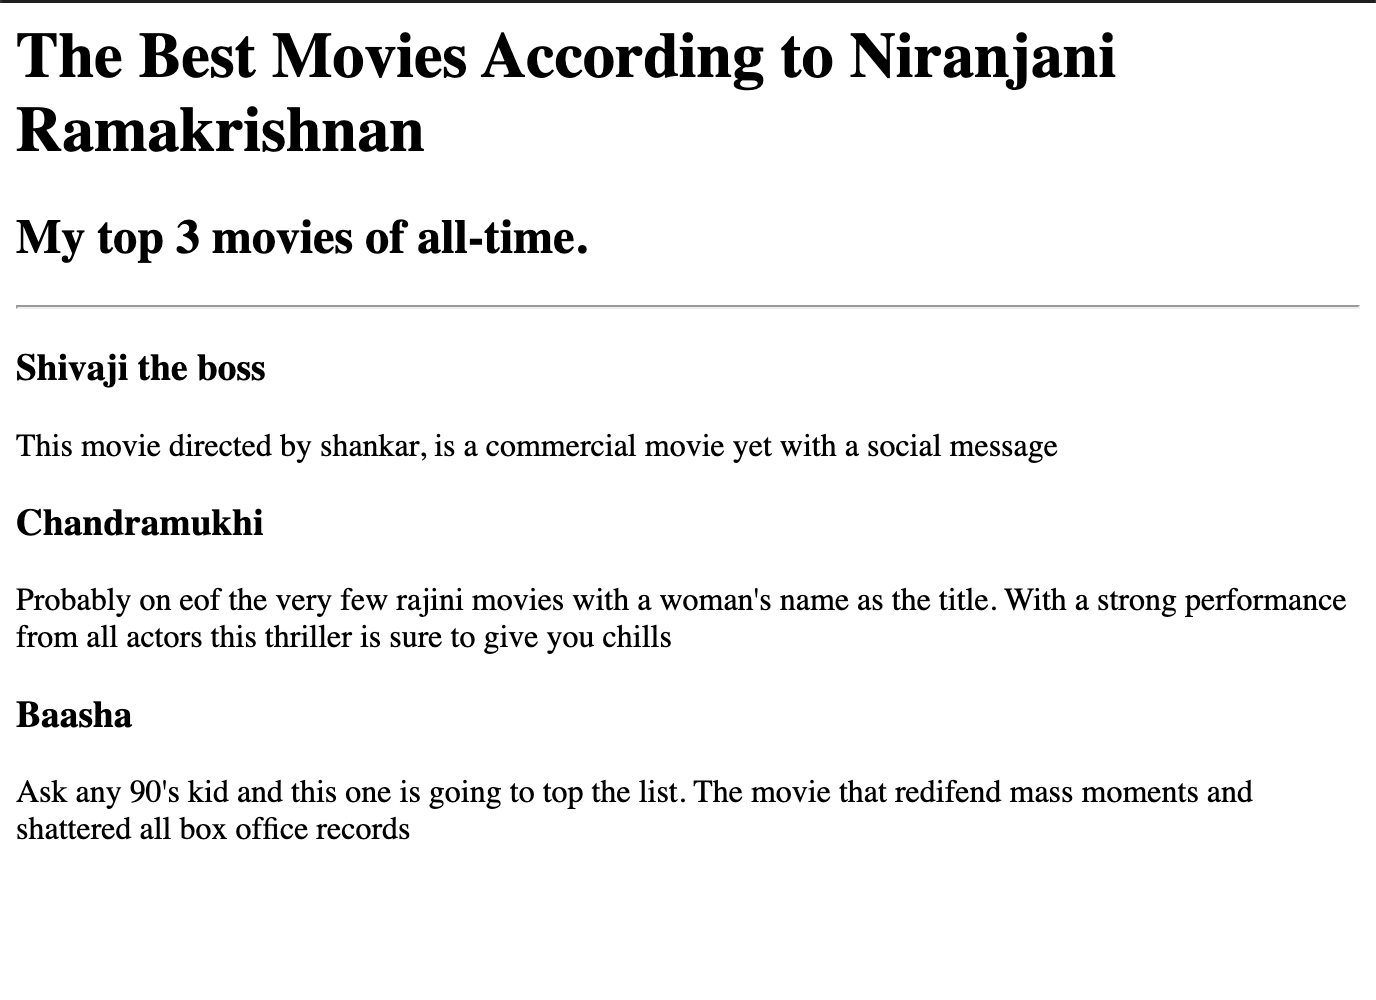 The Best Movies According to Niranjani
Ramakrishnan
My top 3 movies of all-time.
Shivaji the boss
This movie directed by shankar, is a commercial movie yet with a social message
Chandramukhi
Probably on eof the very few rajini movies with a woman's name as the title. With a strong performance
from all actors this thriller is sure to give you chills
Baasha
Ask any 90's kid and this one is going to top the list. The movie that redifend mass moments and
shattered all box office records